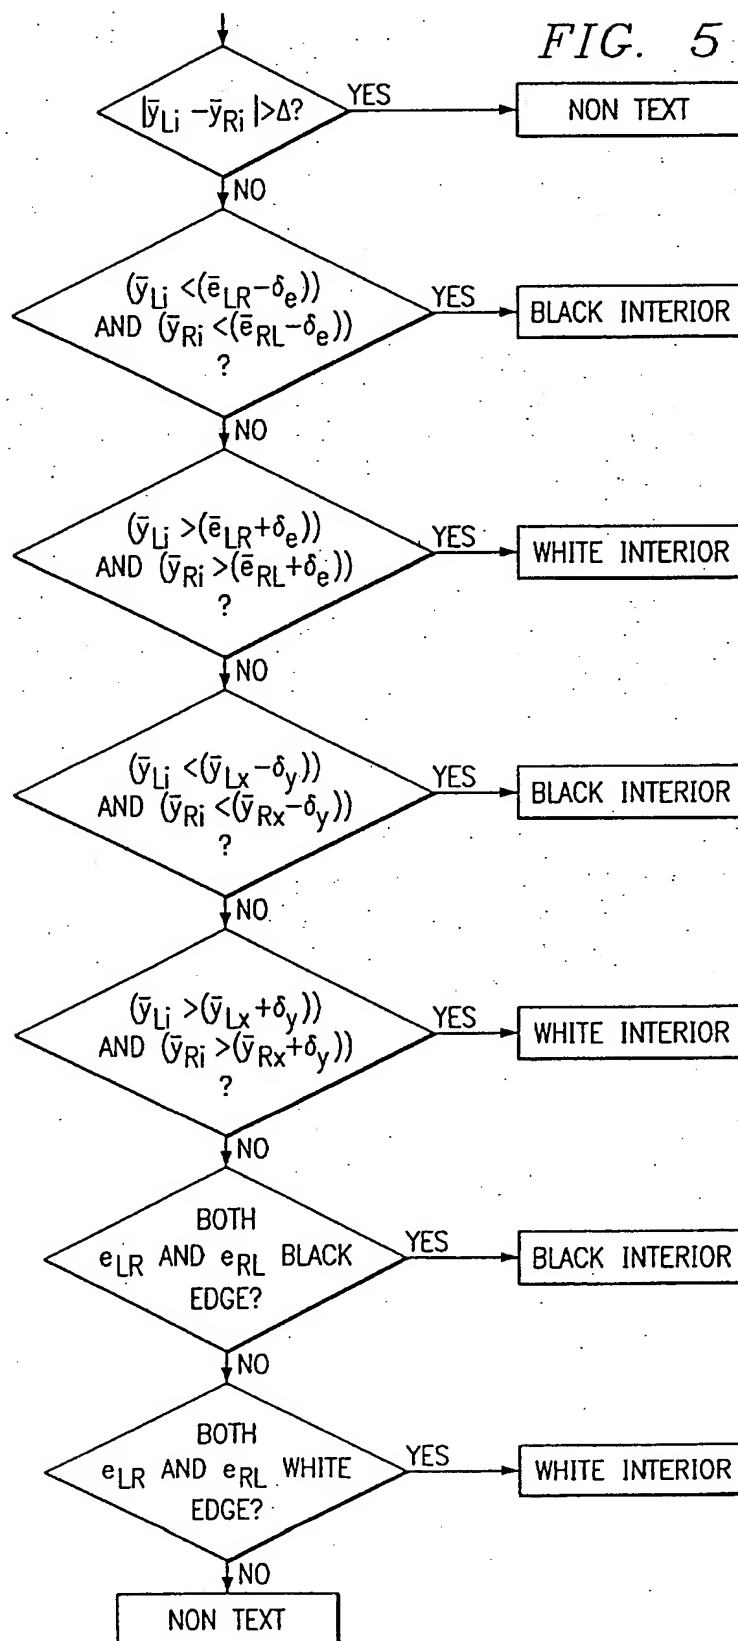 FIG. 5
|ȳLi −ȳRi |>Δ?
YES
NON TEXT
NO
(ȳLi <(ēLR−δe))
AND (ȳRi <(ēRL−δe))
?
YES
BLACK INTERIOR
NO
(ȳLi >(ēLR+δe))
AND (ȳRi >(ēRL+δe))
?
YES
WHITE INTERIOR
NO
(ȳLi <(ȳLx−δy))
AND (ȳRi <(ȳRx−δy))
?
YES
BLACK INTERIOR
NO
(ȳLi >(ȳLx+δy))
AND (ȳRi >(ȳRx+δy))
?
YES
WHITE INTERIOR
NO
BOTH
eLR AND eRL BLACK
EDGE?
YES
BLACK INTERIOR
NO
BOTH
eLR AND eRL WHITE
EDGE?
YES
WHITE INTERIOR
NO
NON TEXT